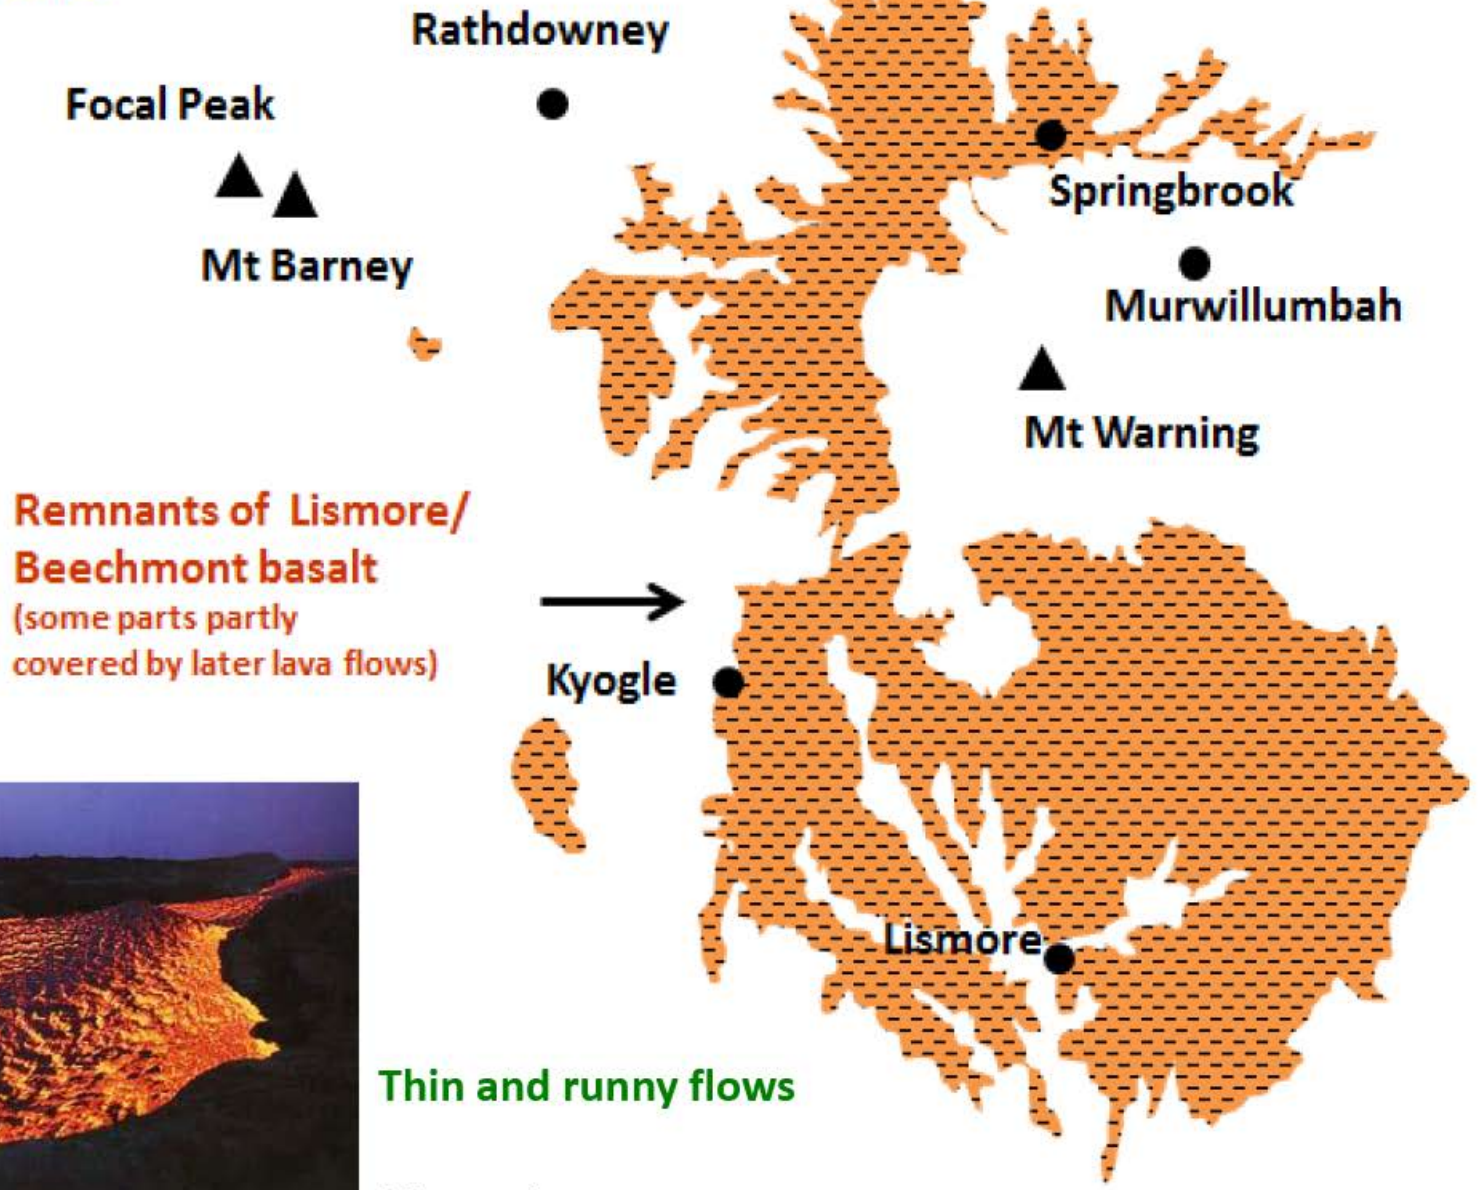 Rathdowney
Focal Peak
Springbrook
Mt Barney
Murwillumbah
Mt Warning
Remnants of Lismore/
Beechmont basalt
(some parts partly
covered by later lava flows)
Kyogle
Lismore
Thin and runny flows